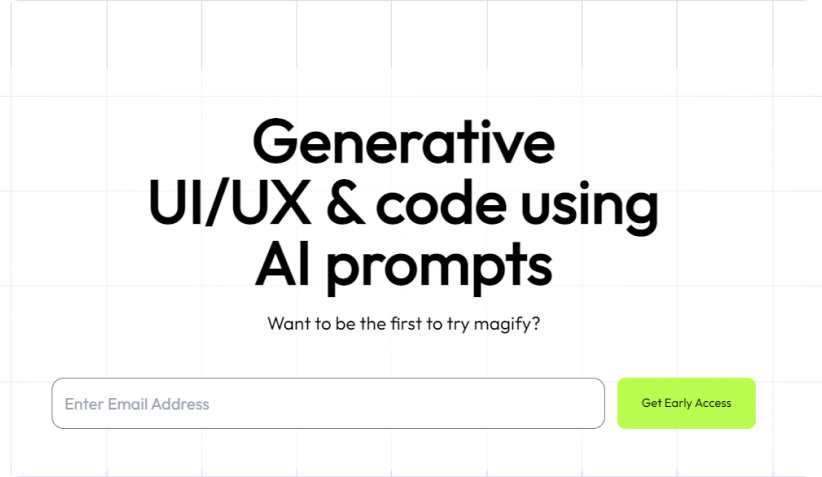 Generative
UI/UX & code using
AI prompts
Want to be the first to try magify?
Enter Email Address
Get Early Access